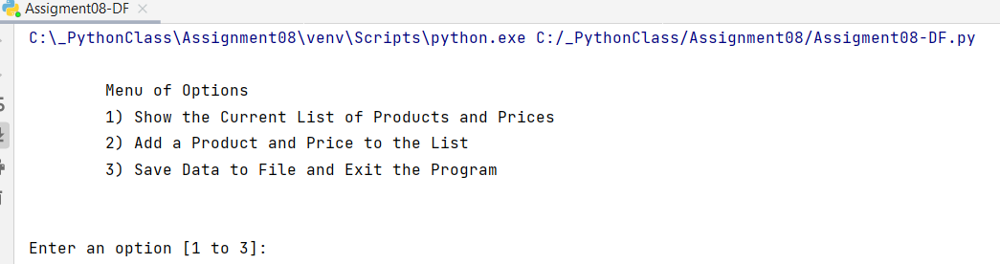 Assigment08-DF
C:\_PythonClass\Assignment08\venv\Scripts\python.exe C:/_PythonClass/Assignment08/Assigment08-DF.py
Menu of Options
1) Show the Current List of Products and Prices
2) Add a Product and Price to the List
3) Save Data to File and Exit the Program
Enter an option [1 to 3]: